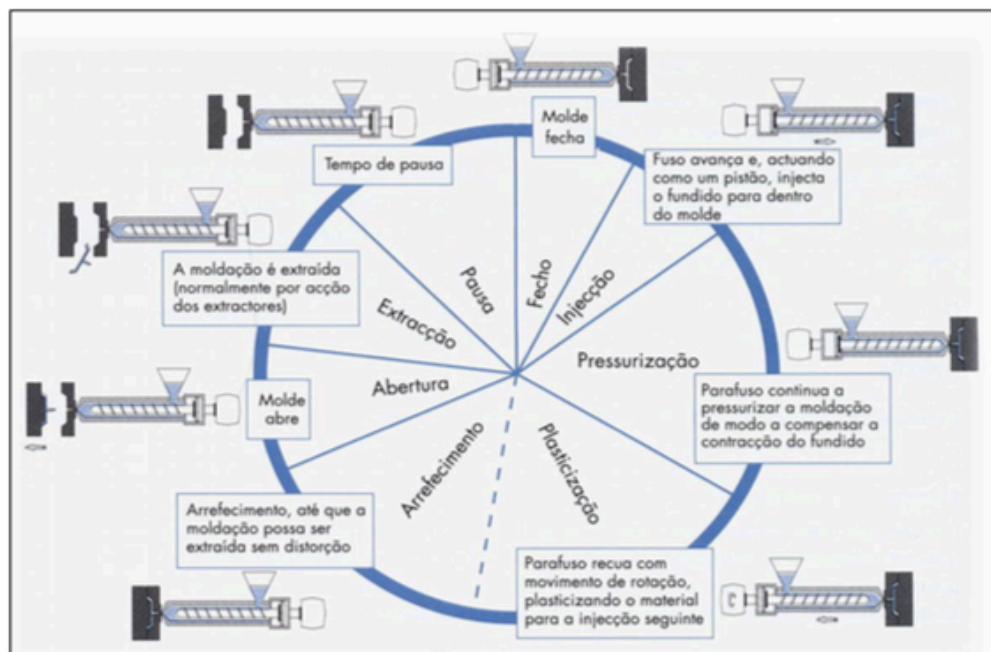 Molde
fecha
Fuso avança e, actuando
como um pistão, injecta
o fundido para dentro
do molde
Tempo de pausa
A moldação é extraída
(normalmente por acção
dos extractores)
Pausa
Fecho
Injecção
Extracção
Pressurização
Abertura
Molde
abre
Parafuso continua a
pressurizar a moldação
de modo a compensar a
contracção do fundido
Arrefecimento
Plasticização
Arrefecimento, até que a
moldação possa ser
extraída sem distorção
Parafuso recua com
movimento de rotação,
plasticizando o material
para a injecção seguinte